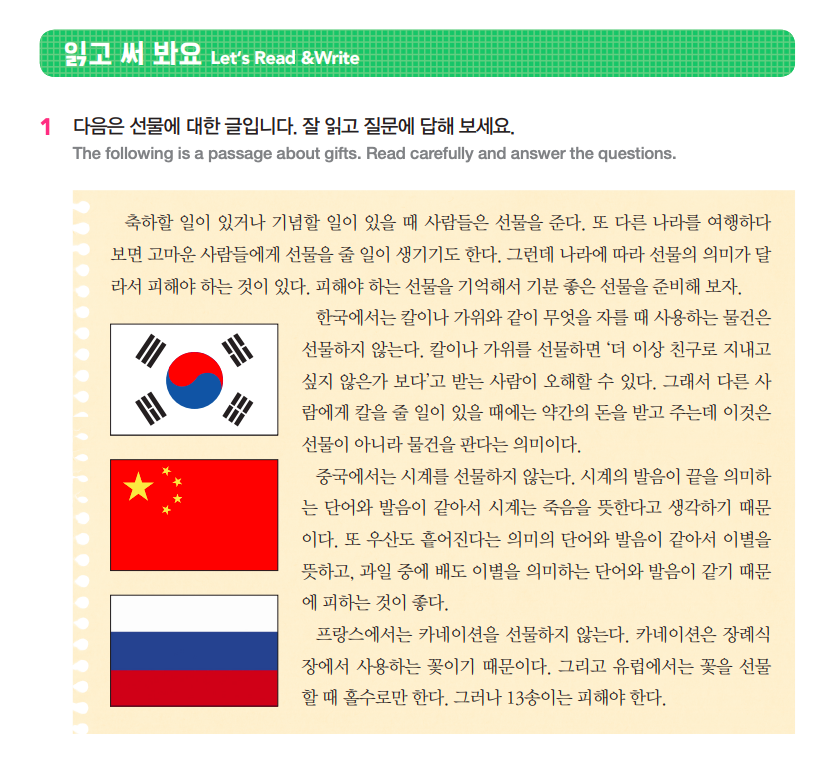 읽고 써 봐요 Let's Read &Write
1 다음은 선물에 대한 글입니다. 잘 읽고 질문에 답해 보세요.
The following is a passage about gifts. Read carefully and answer the questions.
축하할 일이 있거나 기념할 일이 있을 때 사람들은 선물을 준다. 또 다른 나라를 여행하다
보면 고마운 사람들에게 선물을 줄 일이 생기기도 한다. 그런데 나라에 따라 선물의 의미가 달
라서 피해야 하는 것이 있다. 피해야 하는 선물을 기억해서 기분 좋은 선물을 준비해 보자.
한국에서는 칼이나 가위와 같이 무엇을 자를 때 사용하는 물건은
선물하지 않는다. 칼이나 가위를 선물하면 ‘더 이상 친구로 지내고
싶지 않은가 보다’고 받는 사람이 오해할 수 있다. 그래서 다른 사
람에게 칼을 줄 일이 있을 때에는 약간의 돈을 받고 주는데 이것은
선물이 아니라 물건을 판다는 의미이다.
중국에서는 시계를 선물하지 않는다. 시계의 발음이 끝을 의미하
는 단어와 발음이 같아서 시계는 죽음을 뜻한다고 생각하기 때문
이다. 또 우산도 흩어진다는 의미의 단어와 발음이 같아서 이별을
뜻하고, 과일 중에 배도 이별을 의미하는 단어와 발음이 같기 때문
에 피하는 것이 좋다.
프랑스에서는 카네이션을 선물하지 않는다. 카네이션은 장례식
장에서 사용하는 꽃이기 때문이다. 그리고 유럽에서는 꽃을 선물
할 때 홀수로만 한다. 그러나 13송이는 피해야 한다.